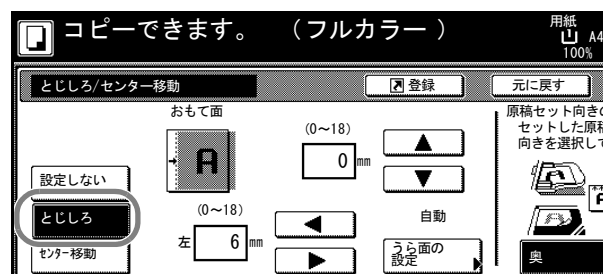 コピーできます。 （フルカラー ）
用紙
A4
100%
とじしろ/センター移動
登録
元に戻す
おもて面
(0～18)
0 mm
A
設定しない
とじしろ
センター移動
(0～18)
左 6 mm
自動
うら面の
設定
原稿セット向き
セットした原
向きを選択して
奥